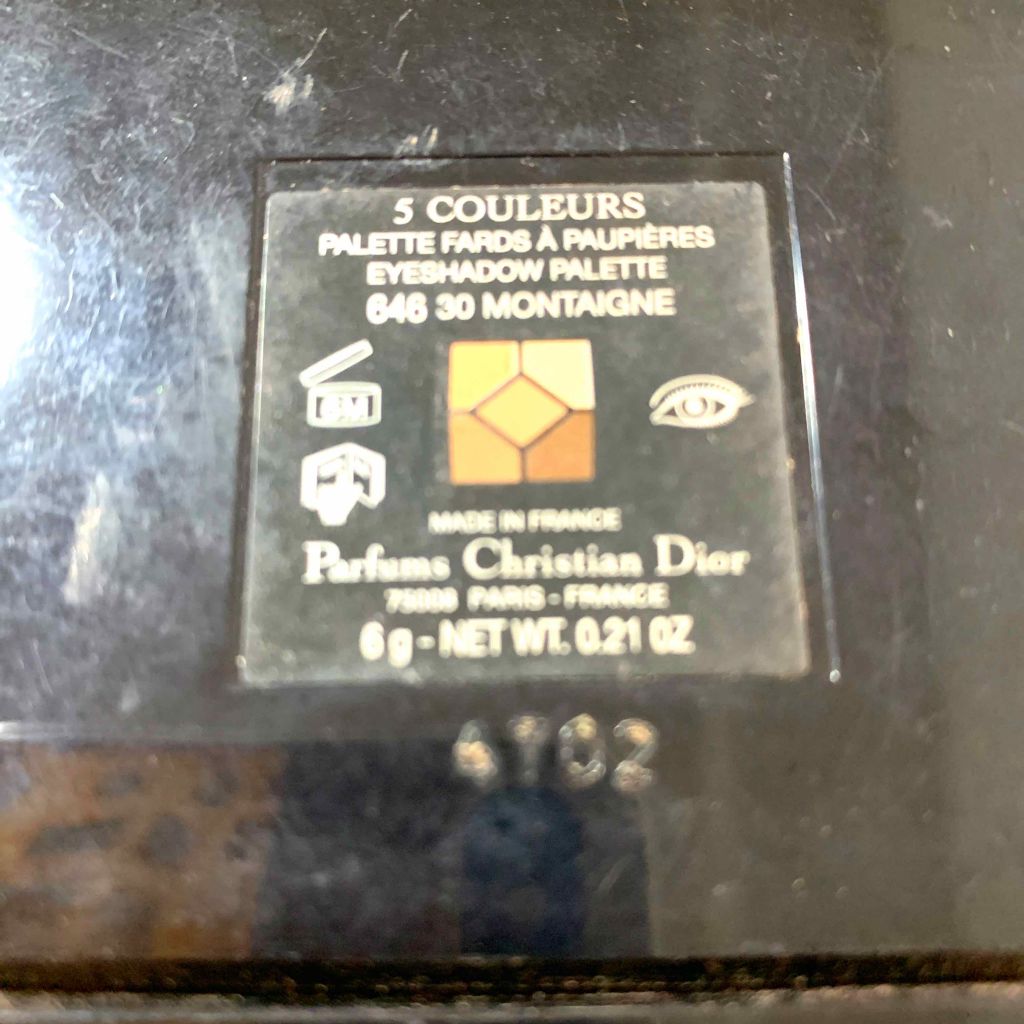 5 COULEURS
PALETTE FARDS À PAUPIÈRES
EYESHADOW PALETTE
646 30 MONTAIGNE
6M
MADE IN FRANCE
Parfums Christian Dior
75008 PARIS - FRANCE
6 g - NET WT. 0.21 OZ